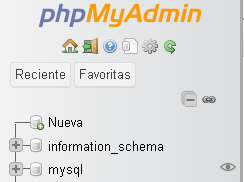 phpMyAdmin
Reciente Favoritas
Nueva
information_schema
mysql